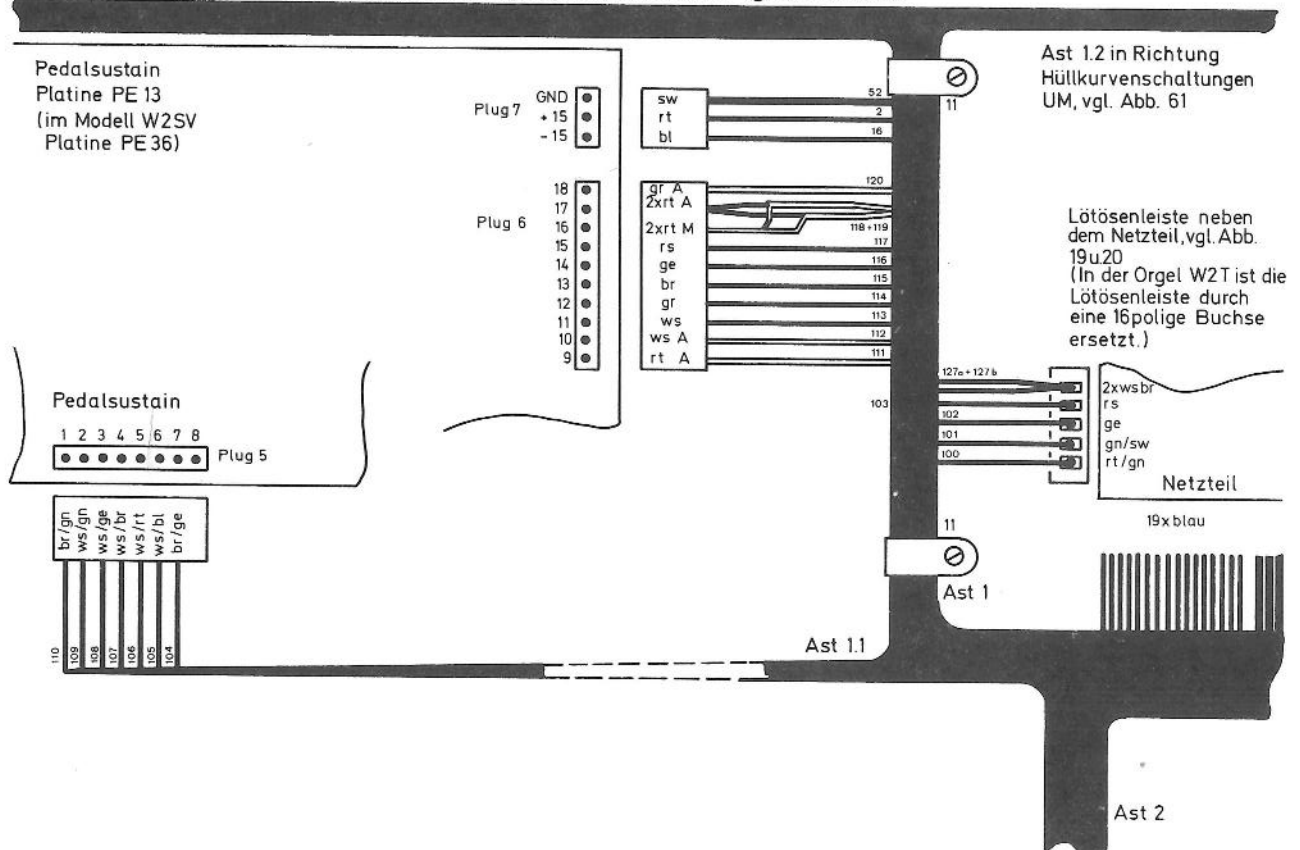 Pedalsustain
Platine PE 13
(im Modell W2SV
Platine PE 36)
Plug 7
GND
+ 15
- 15
sw
rt
bl
52
2
16
11
Ast 1.2 in Richtung
Hüllkurvenschaltungen
UM, vgl. Abb. 61
Plug 6
18
17
16
15
14
13
12
11
10
9
gr A
2xrt A
2xrt M
rs
ge
br
gr
ws
ws A
rt A
120
118+119
117
116
115
114
113
112
111
Lötösenleiste neben
dem Netzteil, vgl. Abb.
19u.20
(In der Orgel W2T ist die
Lötösenleiste durch
eine 16polige Buchse
ersetzt.)
127a + 127b
103
102
101
100
2xwsbr
rs
ge
gn/sw
rt/gn
Netzteil
19x blau
Pedalsustain
1 2 3 4 5 6 7 8
Plug 5
br/gn
ws/gn
ws/ge
ws/br
ws/rt
ws/bl
br/ge
110
109
108
107
106
105
104
11
Ast 1
Ast 1.1
Ast 2